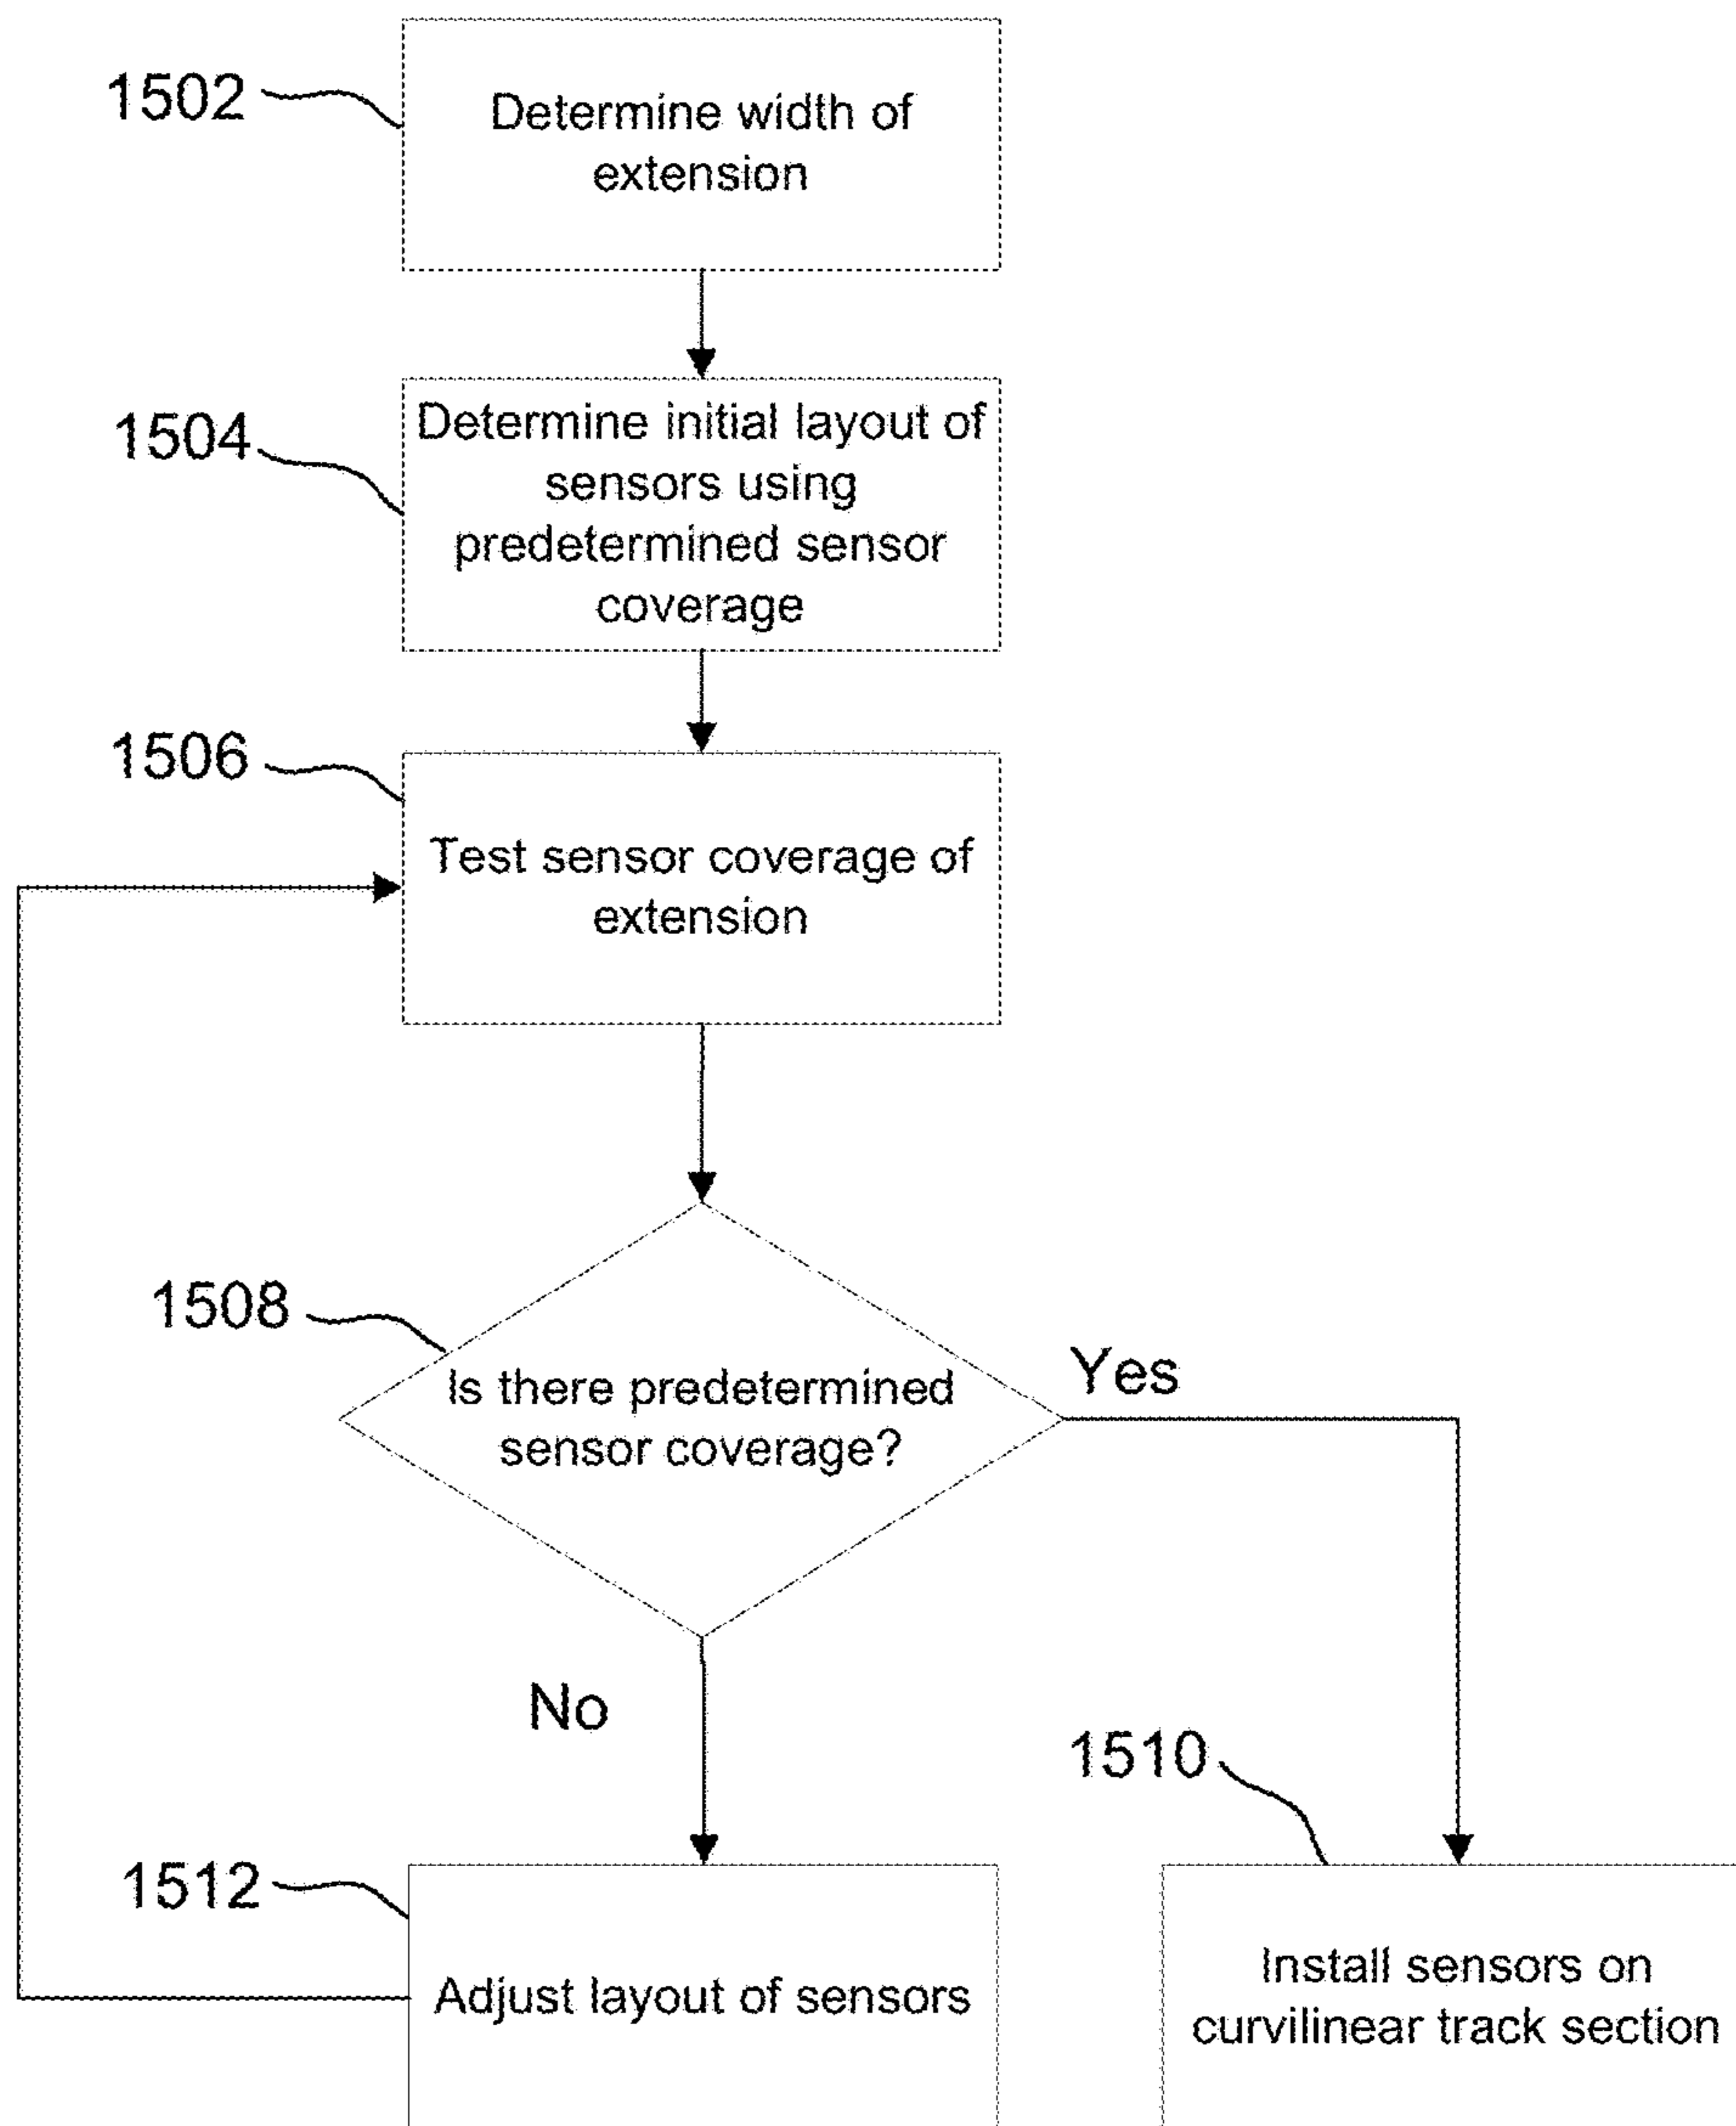 1502
Determine width of
extension
1504
Determine initial layout of
sensors using
predetermined sensor
coverage
1506
Test sensor coverage of
extension
1508
Is there predetermined
sensor coverage?
Yes
No
1510
1512
Adjust layout of sensors
Install sensors on
curvilinear track section